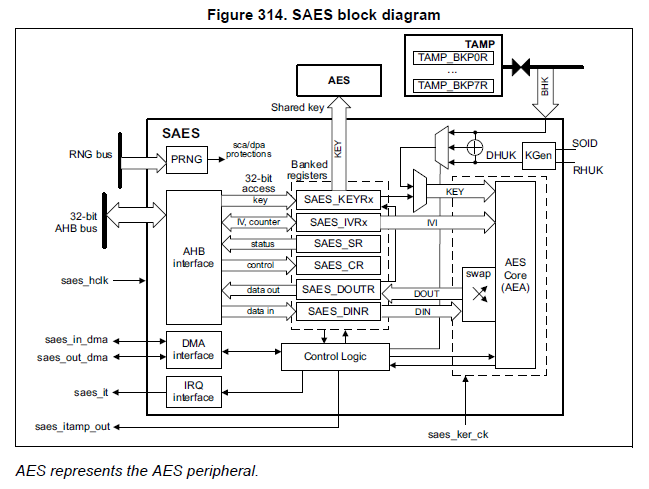 Figure 314. SAES block diagram
TAMP
TAMP_BKP0R
...
TAMP_BKP7R
AES
BHK
Shared key
SAES
RNG bus
PRNG
sca/dpa
protections
KEY
DHUK
KGen
SOID
RHUK
Banked
registers
32-bit
access
key
SAES_KEYRx
KEY
32-bit
AHB bus
AHB
interface
IV, counter
SAES_IVRx
IVI
status
SAES_SR
control
SAES_CR
swap
AES
Core
(AEA)
saes_hclk
data out
SAES_DOUTR
DOUT
data in
SAES_DINR
DIN
saes_in_dma
saes_out_dma
DMA
interface
Control Logic
saes_it
IRQ
interface
saes_itamp_out
saes_ker_ck
AES represents the AES peripheral.